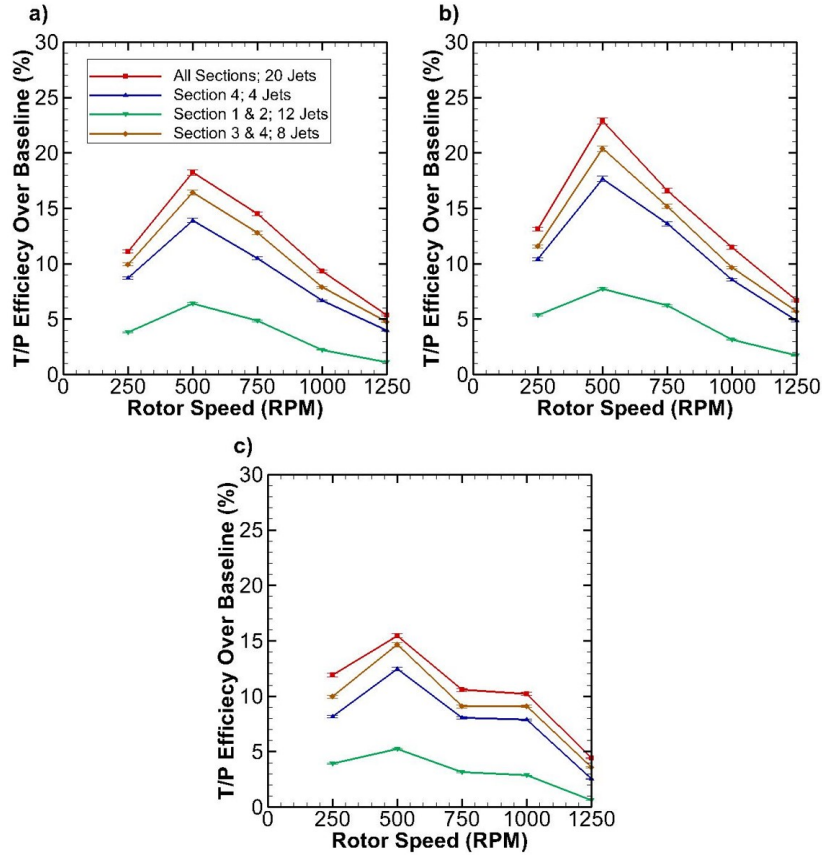 a)
T/P Efficiecy Over Baseline (%)
30
25
20
15
10
5
0
All Sections; 20 Jets
Section 4; 4 Jets
Section 1 & 2; 12 Jets
Section 3 & 4; 8 Jets
0 250 500 750 1000 1250
Rotor Speed (RPM)
b)
T/P Efficiecy Over Baseline (%)
30
25
20
15
10
5
0
0 250 500 750 1000 1250
Rotor Speed (RPM)
c)
T/P Efficiecy Over Baseline (%)
30
25
20
15
10
5
0
0 250 500 750 1000 1250
Rotor Speed (RPM)